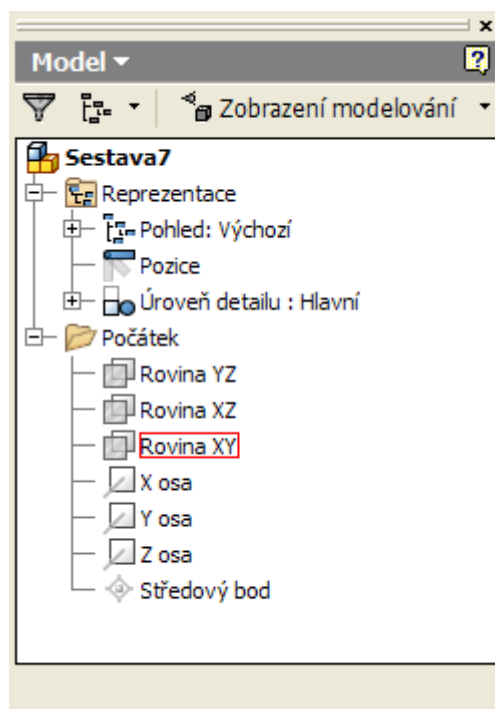 Model
Zobrazení modelování
Sestava7
Reprezentace
Pohled: Výchozí
Pozice
Úroveň detailu : Hlavní
Počátek
Rovina YZ
Rovina XZ
Rovina XY
X osa
Y osa
Z osa
Středový bod